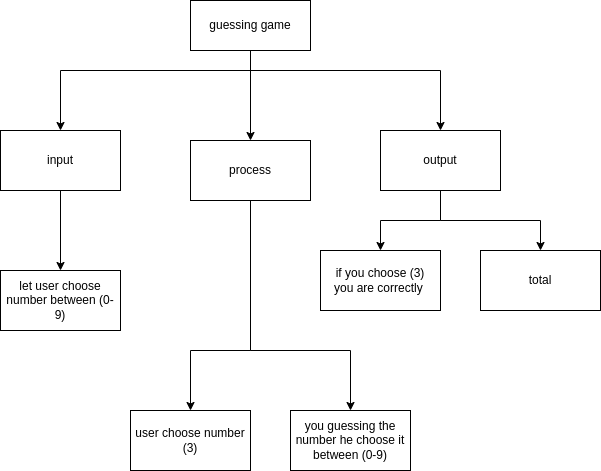 guessing game
input
process
output
let user choose
number between (0-
9)
if you choose (3)
you are correctly
total
user choose number
(3)
you guessing the
number he choose it
between (0-9)